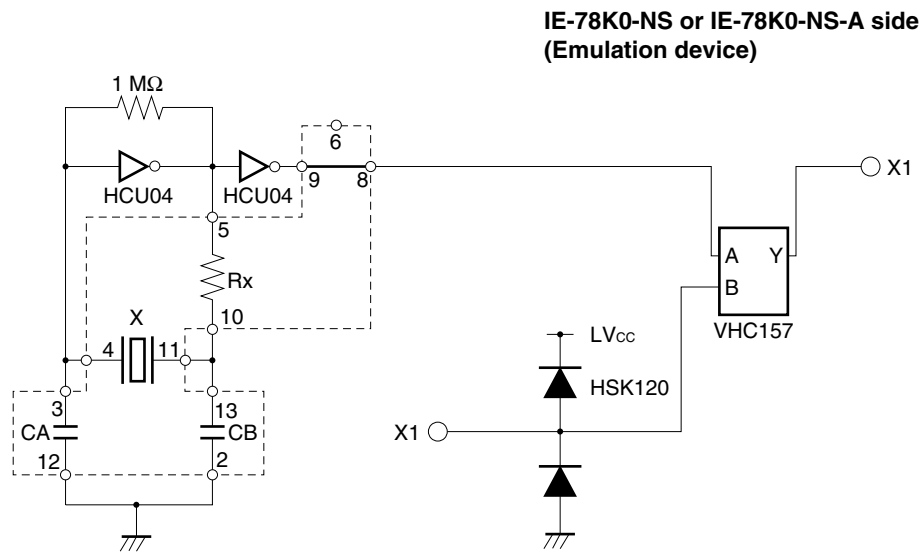 IE-78K0-NS or IE-78K0-NS-A side
(Emulation device)
1 MΩ
6
HCU04
HCU04
9
8
X1
5
A
Y
B
VHC157
Rx
10
X
4
11
LVCC
HSK120
3
13
CA
CB
X1
12
2